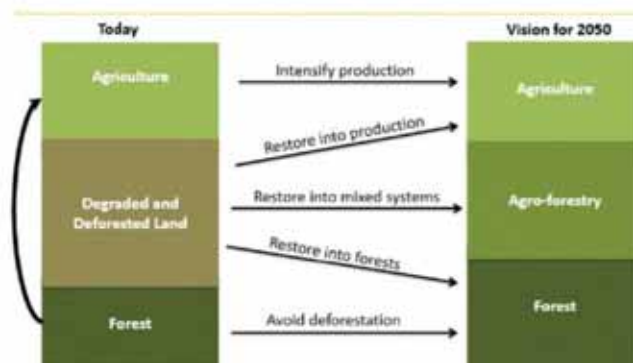 Today
Vision for 2050
Agriculture
Intensify production
Agriculture
Restore into production
Degraded and
Deforested Land
Restore into mixed systems
Agro-forestry
Restore into forests
Forest
Avoid deforestation
Forest